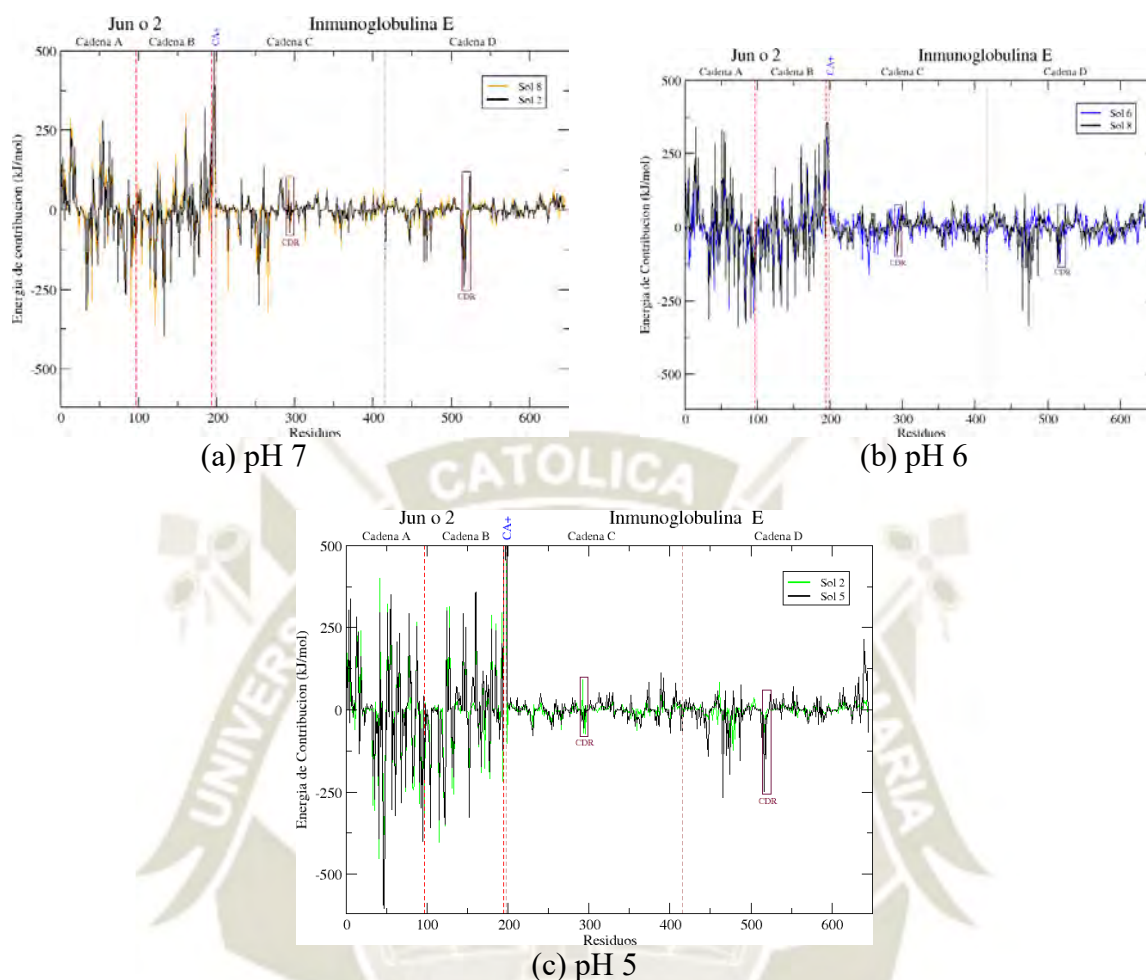 Jun o 2 Inmunoglobulina E
Cadena A Cadena B CA+ Cadena C Cadena D
500
250
0
-250
-500
Energia de contribucion (kJ/mol)
Sol 8
Sol 2
CDR
CDR
0 100 200 300 400 500 600
Residuos
(a) pH 7
Jun o 2 Inmunoglobulina E
Cadena A Cadena B CA+ Cadena C Cadena D
500
250
0
-250
-500
Energia de Contribucion (kJ/mol)
Sol 6
Sol 8
CDR
CDR
0 100 200 300 400 500 600
Residuos
(b) pH 6
CATOLICA
UNIVERS
MARIA
Jun o 2 Inmunoglobulina E
Cadena A Cadena B CA+ Cadena C Cadena D
500
250
0
-250
-500
Energia de Contribucion (kJ/mol)
Sol 2
Sol 5
CDR
CDR
0 100 200 300 400 500 600
Residuos
(c) pH 5